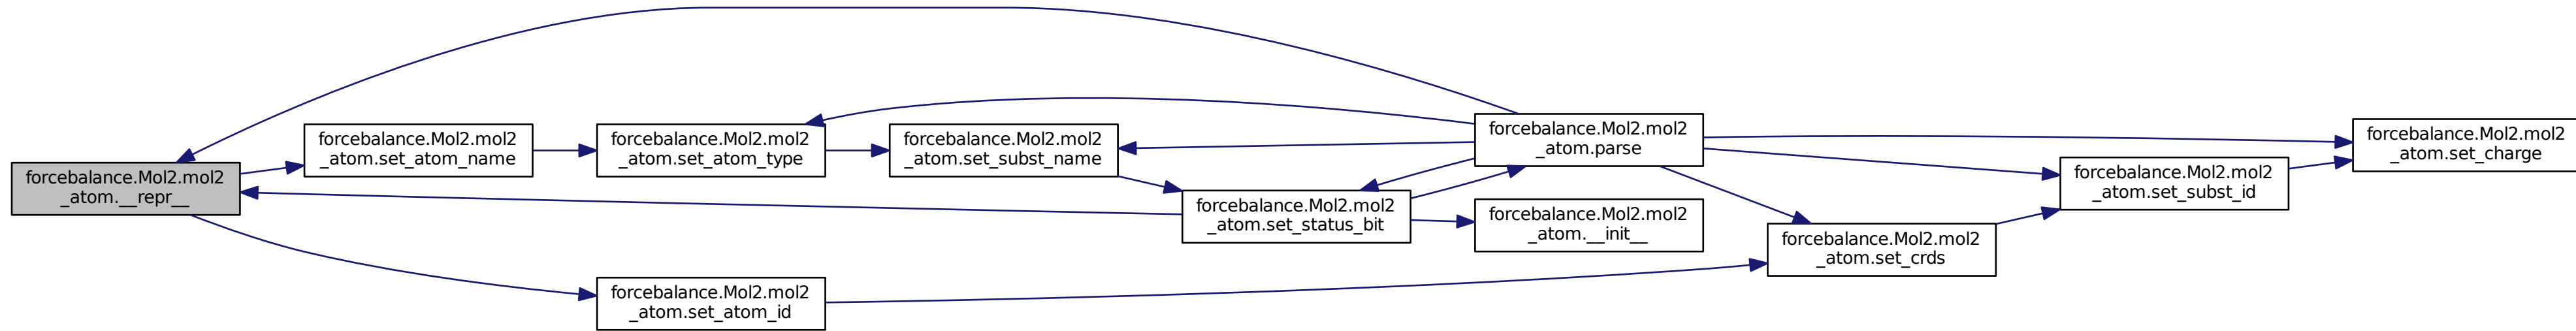 forcebalance.Mol2.mol2
_atom.__repr__
forcebalance.Mol2.mol2
_atom.set_atom_name
forcebalance.Mol2.mol2
_atom.set_atom_type
forcebalance.Mol2.mol2
_atom.set_subst_name
forcebalance.Mol2.mol2
_atom.set_status_bit
forcebalance.Mol2.mol2
_atom.parse
forcebalance.Mol2.mol2
_atom.__init__
forcebalance.Mol2.mol2
_atom.set_crds
forcebalance.Mol2.mol2
_atom.set_subst_id
forcebalance.Mol2.mol2
_atom.set_charge
forcebalance.Mol2.mol2
_atom.set_atom_id